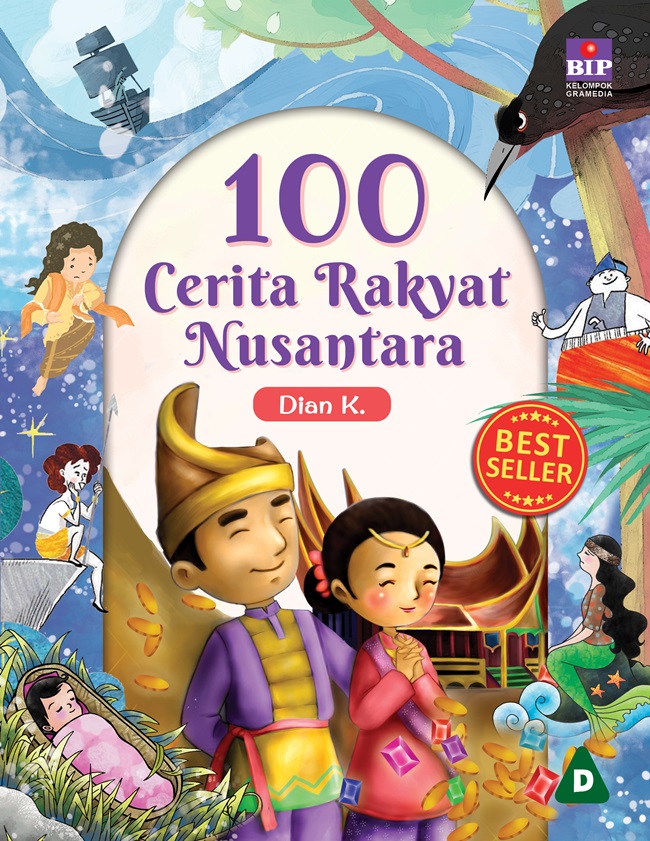 BIP
KELOMPOK
GRAMEDIA
100
Cerita Rakyat
Nusantara
Dian K.
BEST
SELLER
D